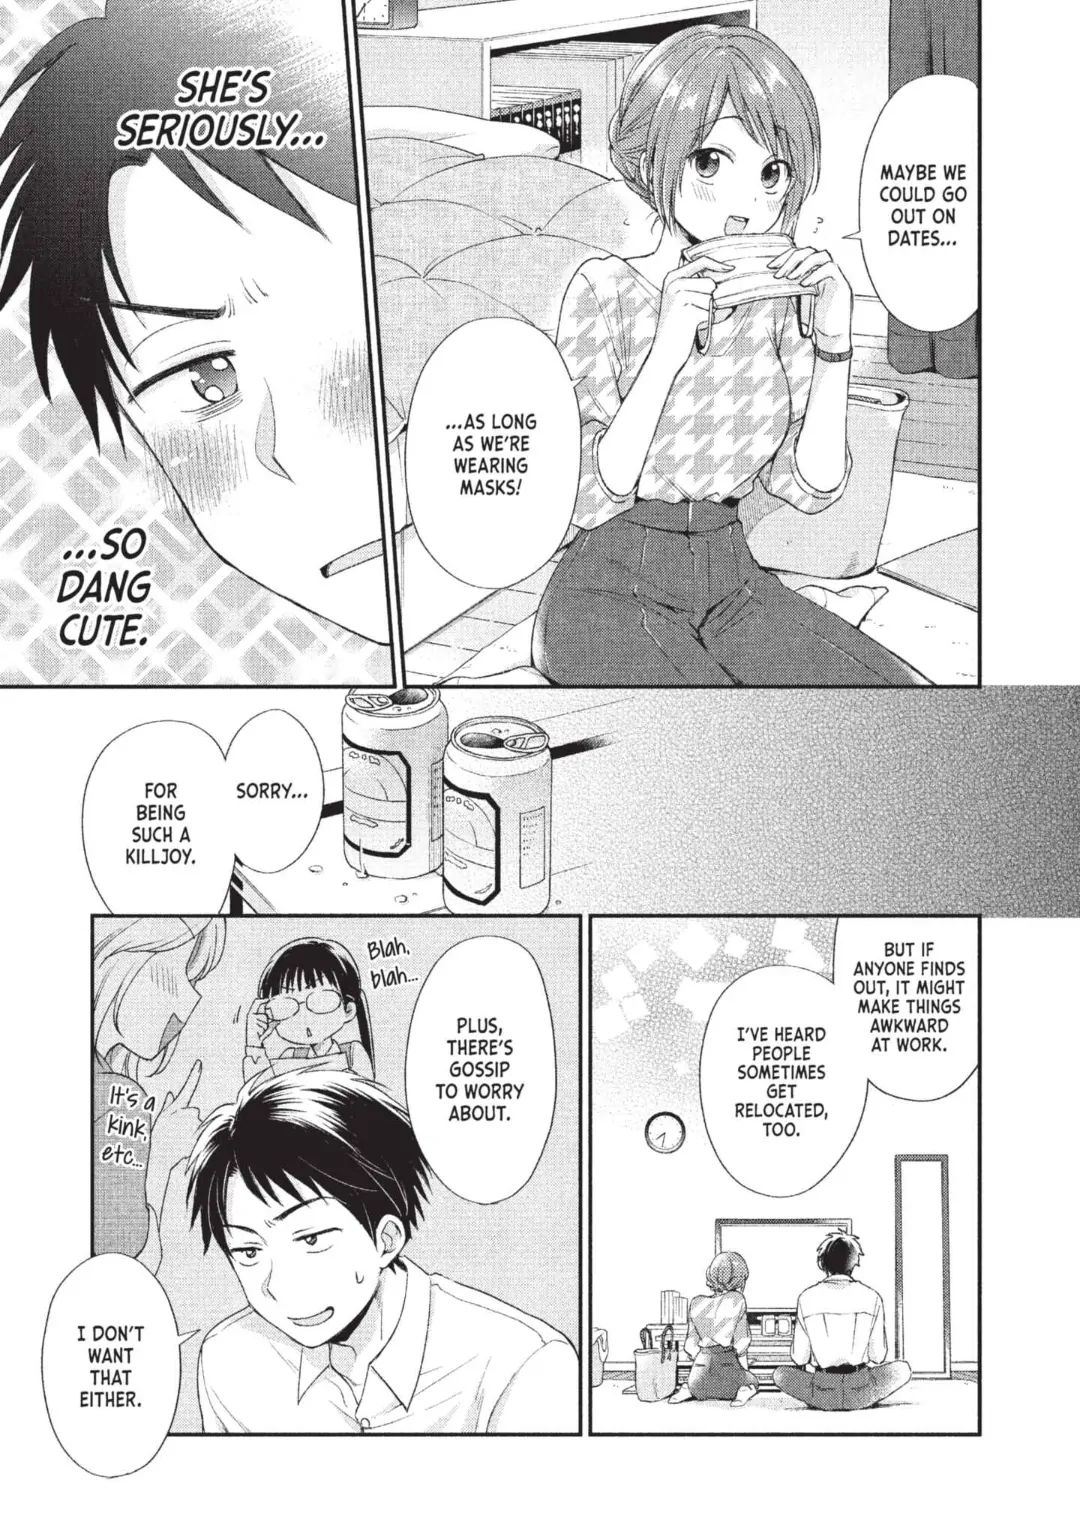 MAYBE WE
COULD GO
OUT ON
DATES...
...AS LONG
AS WE'RE
WEARING
MASKS!
SHE'S
SERIOUSLY...
...SO
DANG
CUTE.
SORRY...
FOR
BEING
SUCH A
KILLJOY.
BUT IF
ANYONE FINDS
OUT, IT MIGHT
MAKE THINGS
AWKWARD
AT WORK.
I'VE HEARD
PEOPLE
SOMETIMES
GET
RELOCATED,
TOO.
PLUS,
THERE'S
GOSSIP
TO WORRY
ABOUT.
Blah,
blah...
It's a
kink,
etc...
I DON'T
WANT
THAT
EITHER.